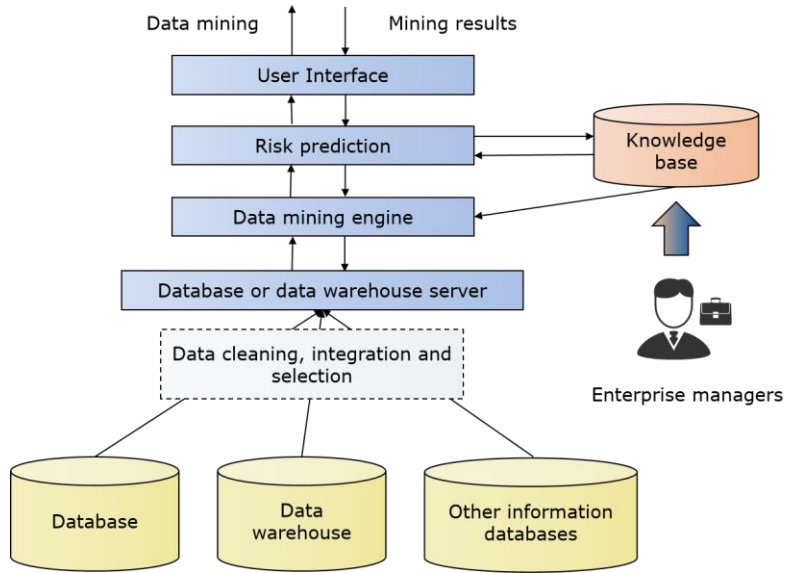 Data mining
Mining results
User Interface
Risk prediction
Knowledge
base
Data mining engine
Database or data warehouse server
Data cleaning, integration and
selection
Enterprise managers
Database
Data
warehouse
Other information
databases